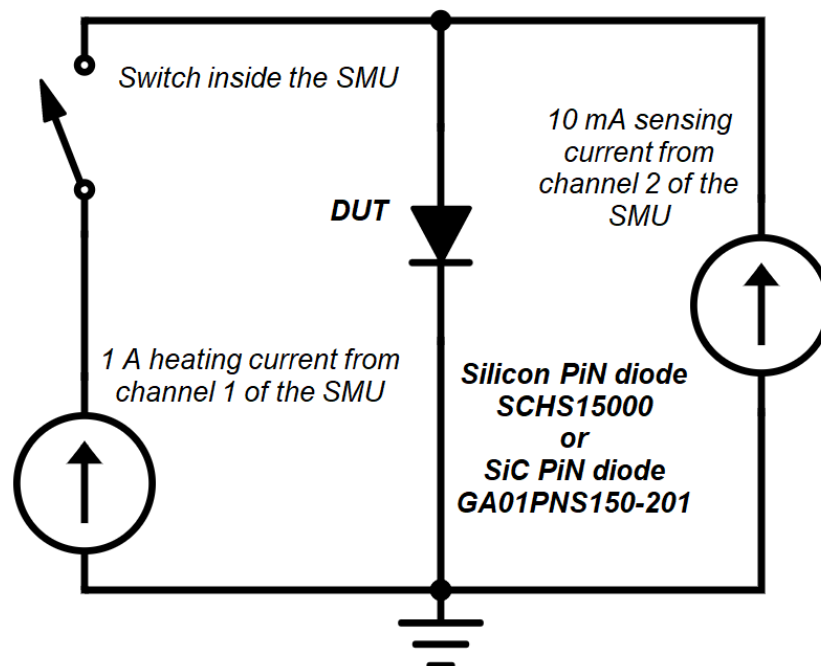 Switch inside the SMU
10 mA sensing
current from
channel 2 of the
SMU
DUT
1 A heating current from
channel 1 of the SMU
Silicon PiN diode
SCHS15000
or
SiC PiN diode
GA01PNS150-201